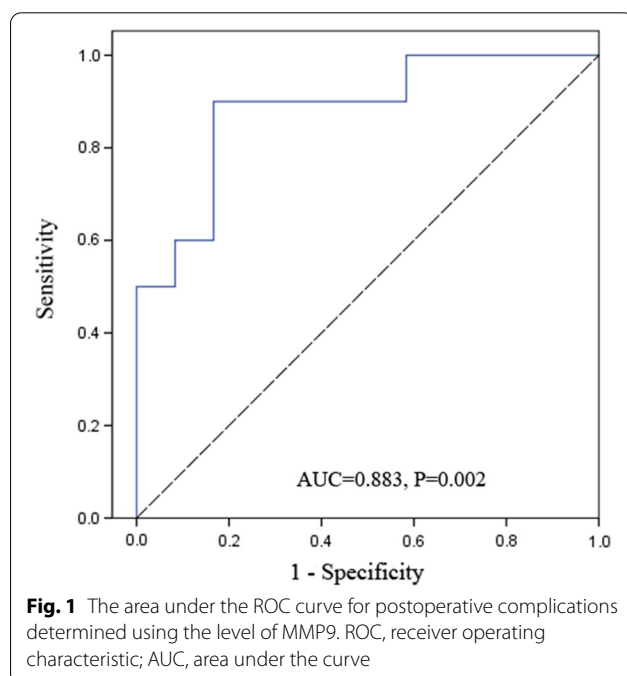 1.0
0.8
0.6
0.4
0.2
0.0
Sensitivity
AUC=0.883, P=0.002
0.0 0.2 0.4 0.6 0.8 1.0
1 - Specificity
Fig. 1 The area under the ROC curve for postoperative complications
determined using the level of MMP9. ROC, receiver operating
characteristic; AUC, area under the curve